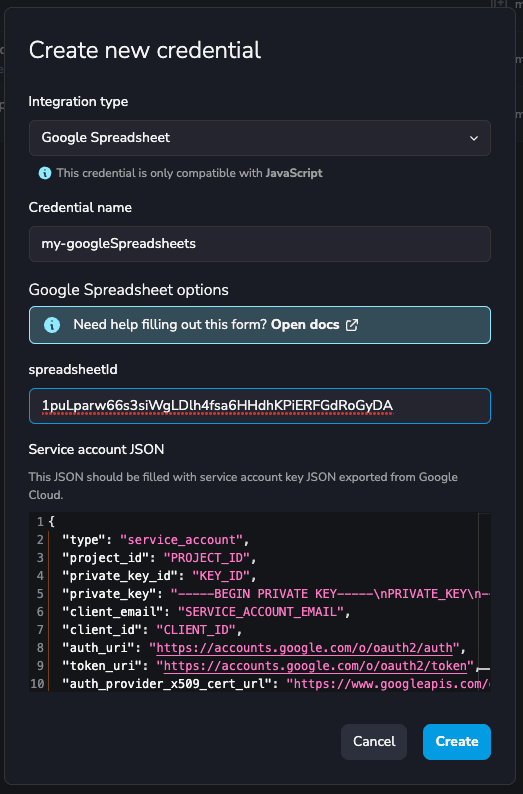 Create new credential
Integration type
Google Spreadsheet
This credential is only compatible with JavaScript
Credential name
my-googleSpreadsheets
Google Spreadsheet options
Need help filling out this form? Open docs
spreadsheetId
1puLparw66s3siWgLDlh4fsa6HHdhKPiERFGdRoGyDA
Service account JSON
This JSON should be filled with service account key JSON exported from Google
Cloud.
1 {
2 "type": "service_account",
3 "project_id": "PROJECT_ID",
4 "private_key_id": "KEY_ID",
5 "private_key": "-----BEGIN PRIVATE KEY-----\nPRIVATE_KEY\n-
6 "client_email": "SERVICE_ACCOUNT_EMAIL",
7 "client_id": "CLIENT_ID",
8 "auth_uri": "https://accounts.google.com/o/oauth2/auth",
9 "token_uri": "https://accounts.google.com/o/oauth2/token",
10 "auth_provider_x509_cert_url": "https://www.googleapis.com/
Cancel
Create